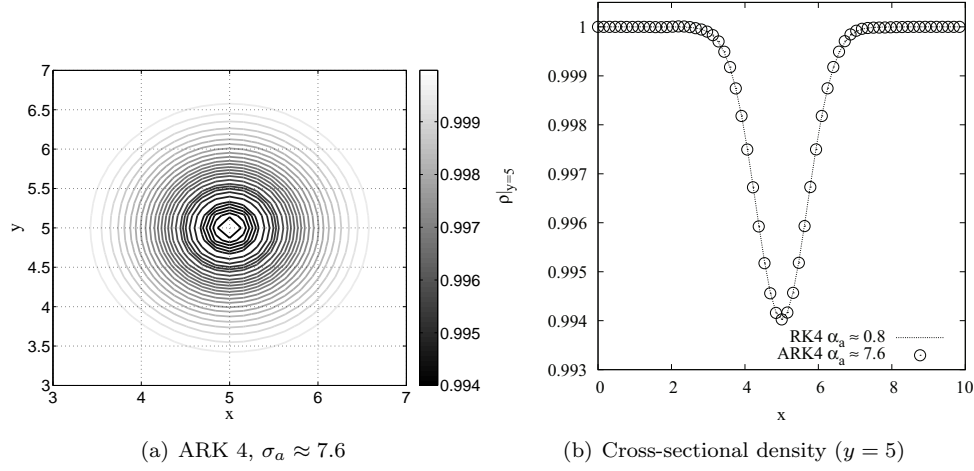 7
6.5
6
5.5
5
4.5
4
3.5
3
3 4 5 6 7
x
y
0.999
0.998
0.997
0.996
0.995
0.994
1
0.999
0.998
0.997
0.996
0.995
0.994
0.993
0 2 4 6 8 10
x
ρ|y=5
RK4 αa ≈ 0.8
ARK4 αa ≈ 7.6
(a) ARK 4, σa ≈ 7.6
(b) Cross-sectional density (y = 5)